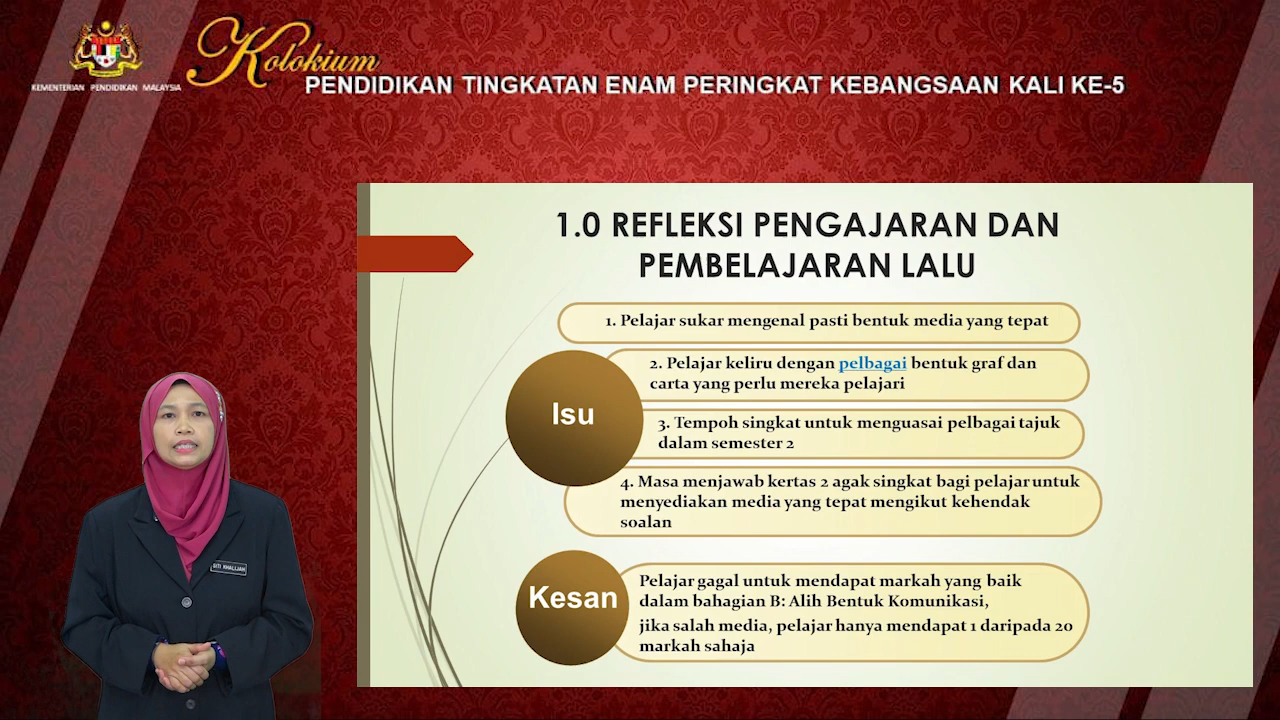 Kolokium
KEMENTERIAN PENDIDIKAN MALAYSIA
PENDIDIKAN TINGKATAN ENAM PERINGKAT KEBANGSAAN KALI KE-5
1.0 REFLEKSI PENGAJARAN DAN
PEMBELAJARAN LALU
Isu
1. Pelajar sukar mengenal pasti bentuk media yang tepat
2. Pelajar keliru dengan pelbagai bentuk graf dan
carta yang perlu mereka pelajari
3. Tempoh singkat untuk menguasai pelbagai tajuk
dalam semester 2
4. Masa menjawab kertas 2 agak singkat bagi pelajar untuk
menyediakan media yang tepat mengikut kehendak
soalan
Kesan
Pelajar gagal untuk mendapat markah yang baik
dalam bahagian B: Alih Bentuk Komunikasi,
jika salah media, pelajar hanya mendapat 1 daripada 20
markah sahaja
SITI KHALIJAH